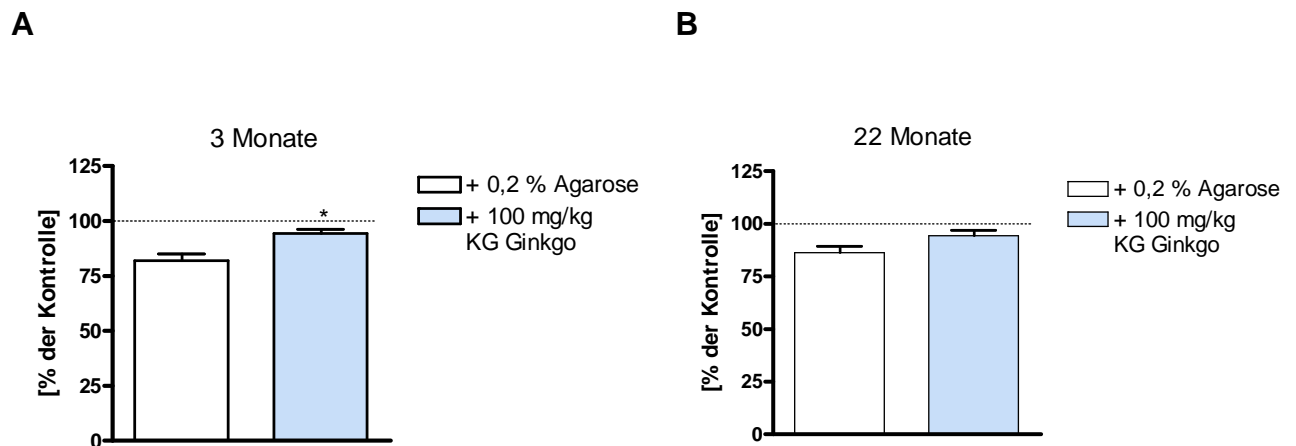 A
3 Monate
125
100
75
50
25
0
[% der Kontrolle]
*
+ 0,2 % Agarose
+ 100 mg/kg
KG Ginkgo
B
22 Monate
125
100
75
50
25
0
[% der Kontrolle]
+ 0,2 % Agarose
+ 100 mg/kg
KG Ginkgo